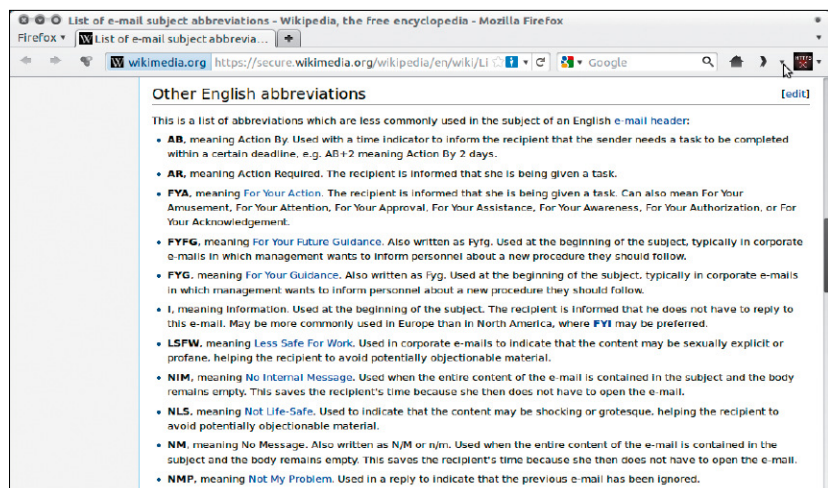 List of e-mail subject abbreviations - Wikipedia, the free encyclopedia - Mozilla Firefox
Firefox
W List of e-mail subject abbrevia...
W wikimedia.org https://secure.wikimedia.org/wikipedia/en/wiki/Li Google HTTPS
Other English abbreviations [edit]
This is a list of abbreviations which are less commonly used in the subject of an English e-mail header:
• AB, meaning Action By. Used with a time indicator to inform the recipient that the sender needs a task to be completed
within a certain deadline, e.g. AB+2 meaning Action By 2 days.
• AR, meaning Action Required. The recipient is informed that she is being given a task.
• FYA, meaning For Your Action. The recipient is informed that she is being given a task. Can also mean For Your
Amusement, For Your Attention, For Your Approval, For Your Assistance, For Your Awareness, For Your Authorization, or For
Your Acknowledgement.
• FYFG, meaning For Your Future Guidance. Also written as Fyfg. Used at the beginning of the subject, typically in corporate
e-mails in which management wants to inform personnel about a new procedure they should follow.
• FYG, meaning For Your Guidance. Also written as Fyg. Used at the beginning of the subject, typically in corporate e-mails
in which management wants to inform personnel about a new procedure they should follow.
• I, meaning Information. Used at the beginning of the subject. The recipient is informed that he does not have to reply to
this e-mail. May be more commonly used in Europe than in North America, where FYI may be preferred.
• LSFW, meaning Less Safe For Work. Used in corporate e-mails to indicate that the content may be sexually explicit or
profane, helping the recipient to avoid potentially objectionable material.
• NIM, meaning No Internal Message. Used when the entire content of the e-mail is contained in the subject and the body
remains empty. This saves the recipient's time because she then does not have to open the e-mail.
• NLS, meaning Not Life-Safe. Used to indicate that the content may be shocking or grotesque, helping the recipient to
avoid potentially objectionable material.
• NM, meaning No Message. Also written as N/M or n/m. Used when the entire content of the e-mail is contained in the
subject and the body remains empty. This saves the recipient's time because she then does not have to open the e-mail.
• NMP, meaning Not My Problem. Used in a reply to indicate that the previous e-mail has been ignored.